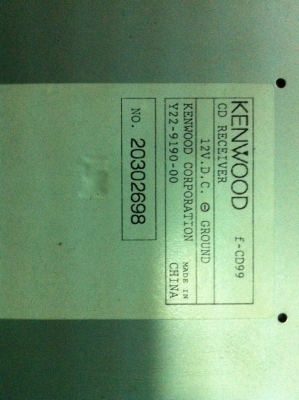 KENWOOD f-CD99
CD RECEIVER
12V.D.C. ⊖ GROUND
KENWOOD CORPORATION MADE IN
Y22-9190-00 CHINA
NO. 20302698